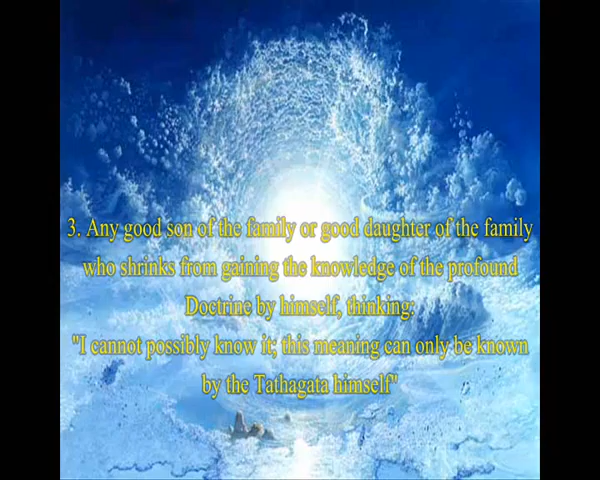 3. Any good son of the family or good daughter of the family
who shrinks from gaining the knowledge of the profound
Doctrine by himself, thinking:
"I cannot possibly know it; this meaning can only be known
by the Tathagata himself"